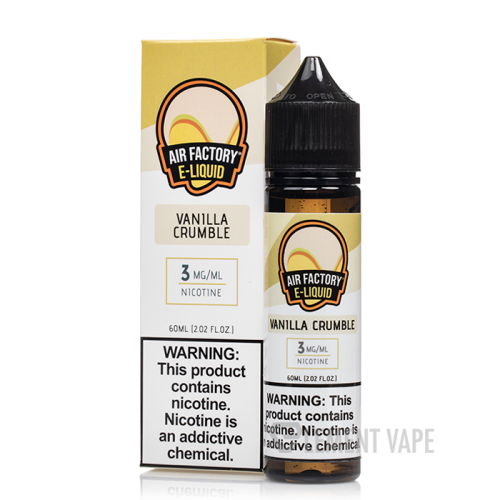 AIR FACTORY
E-LIQUID
VANILLA
CRUMBLE
3 MG/ML
NICOTINE
60ML (2.02 FL.OZ.)
WARNING:
This product
contains
nicotine.
Nicotine is
an addictive
chemical.
OPEN
AIR FACTORY
E-LIQUID
VANILLA CRUMBLE
3 MG/ML
NICOTINE
60ML (2.02 FL.OZ.)
WARNING: This
product contains
nicotine. Nicotine
is an addictive
chemical.
ELEMENT VAPE